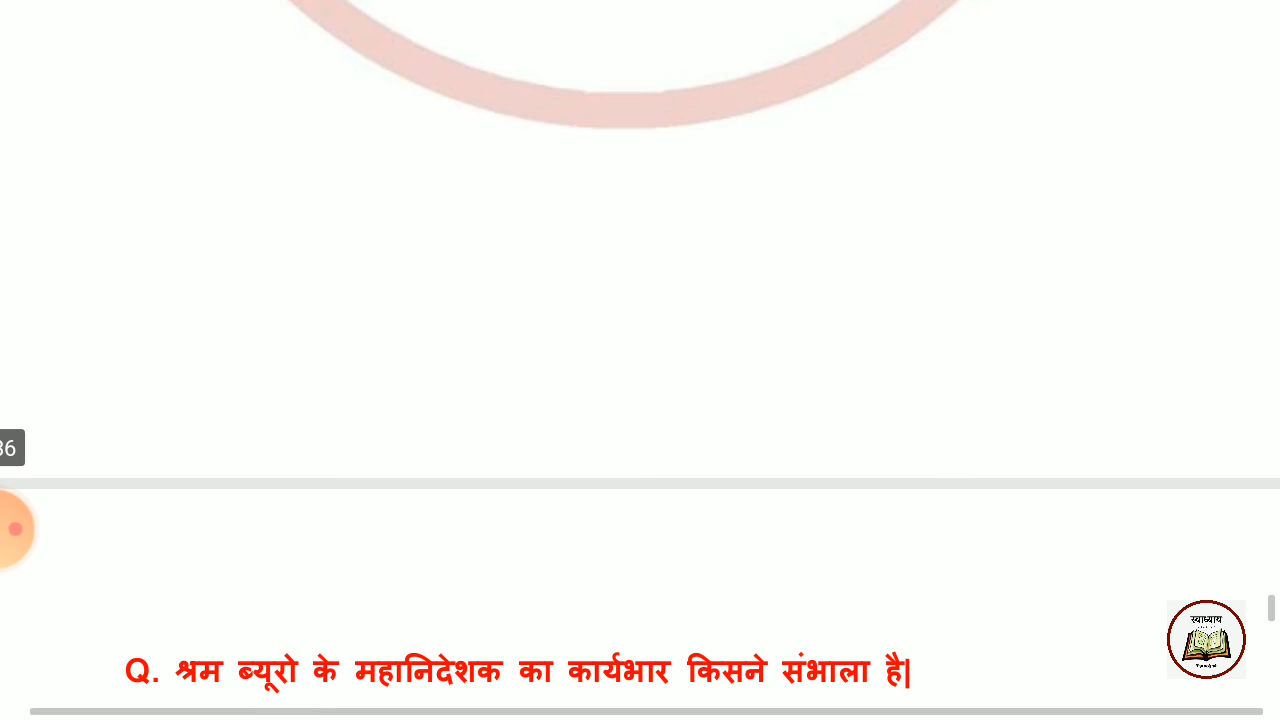 36
स्वाध्याय
Q. श्रम ब्यूरो के महानिदेशक का कार्यभार किसने संभाला है|